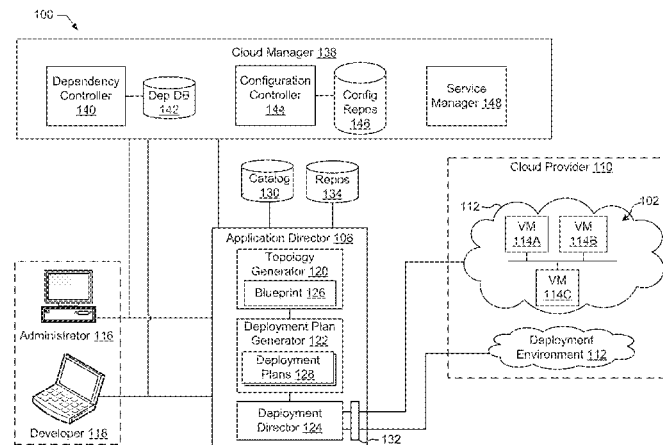 100
Cloud Manager 138
Dependency
Controller
140
Dep DB
142
Configuration
Controller
144
Config
Repos
146
Service
Manager 148
Catalog
130
Repos
134
Cloud Provider 110
112
102
VM
114A
VM
114B
VM
114C
Deployment
Environment 112
Application Director 106
Topology
Generator 120
Blueprint 126
Deployment Plan
Generator 122
Deployment
Plans 128
Deployment
Director 124
132
Administrator 116
Developer 118